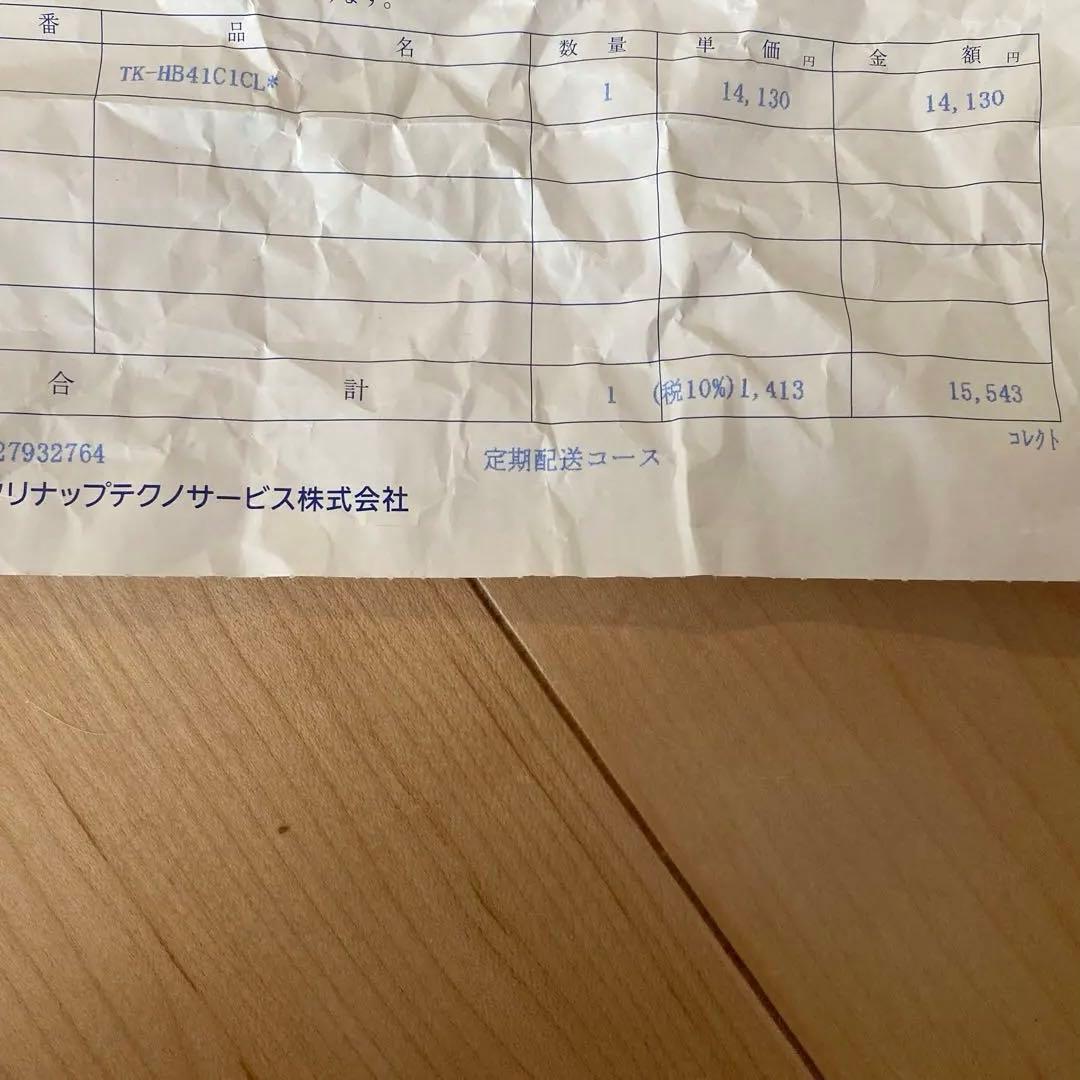 ます。
番 品名 数量 単価円 金額円
TK-HB41C1CL* 1 14,130 14,130
合計 1 (税10%)1,413 15,543
コレクト
27932764 定期配送コース
リナップテクノサービス株式会社